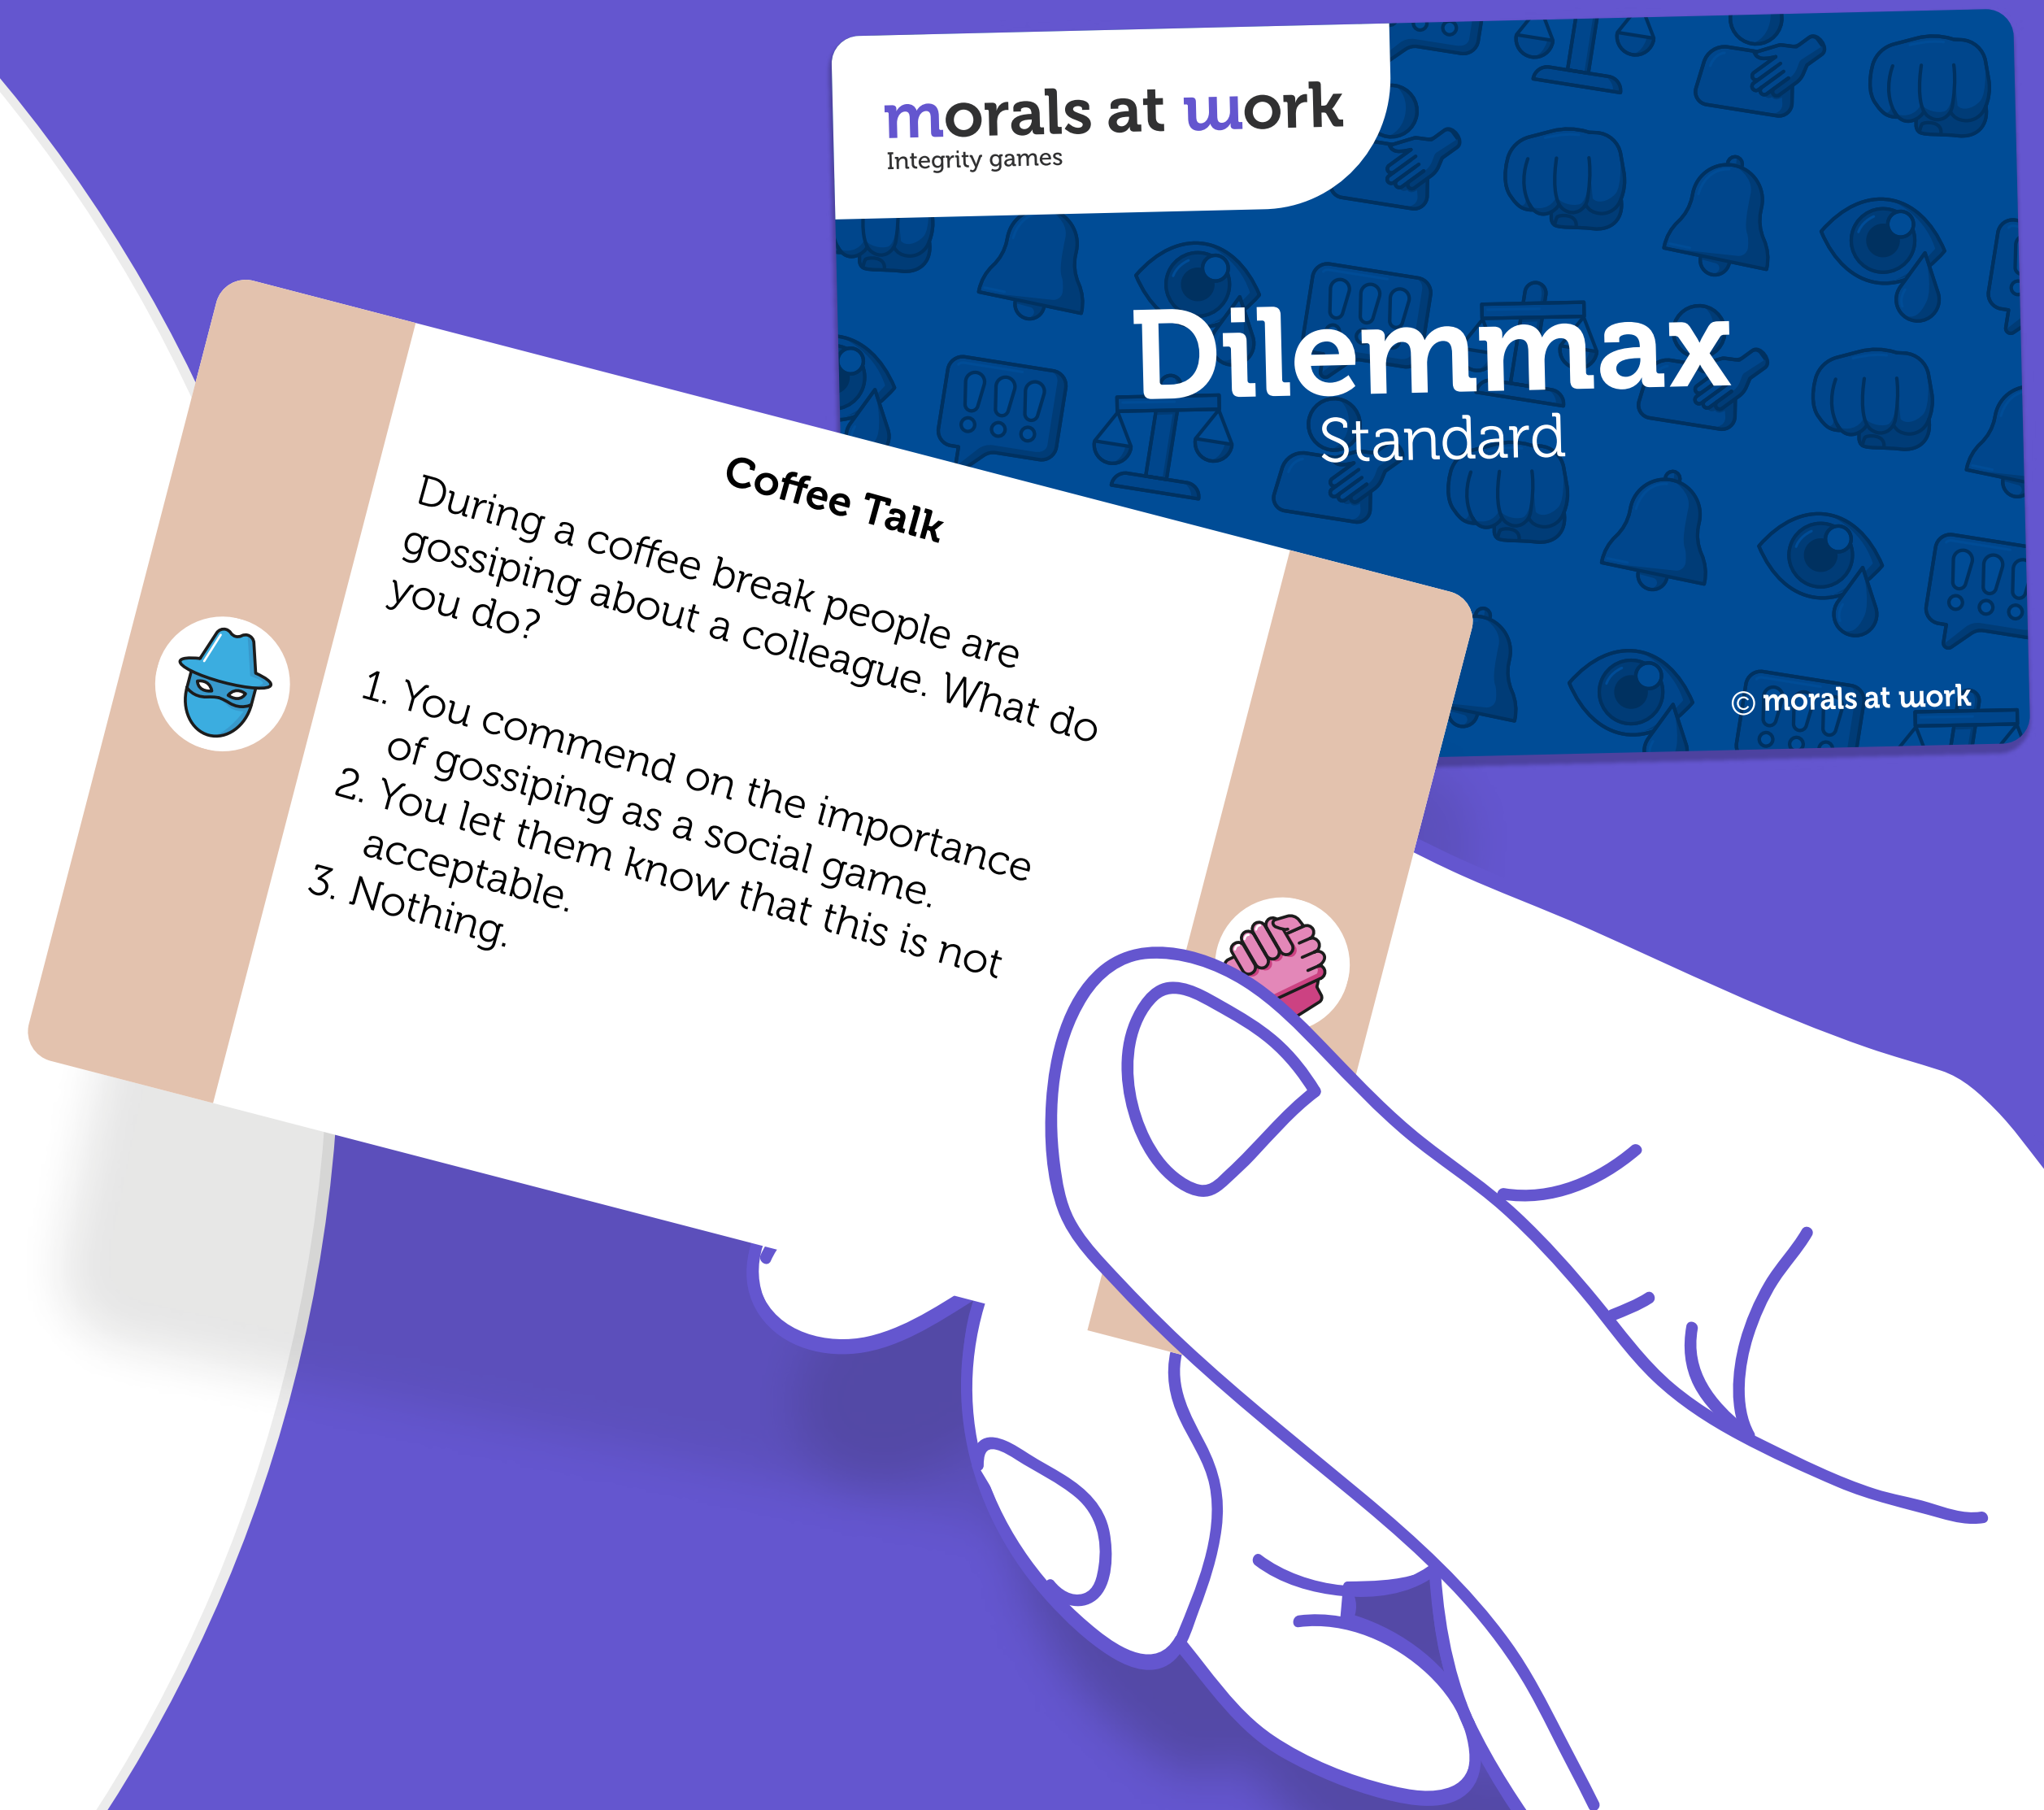 morals at work
Integrity games
Dilemmax
Standard
© morals at work
Coffee Talk
During a coffee break people are
gossiping about a colleague. What do
you do?
1. You commend on the importance
of gossiping as a social game.
2. You let them know that this is not
acceptable.
3. Nothing.